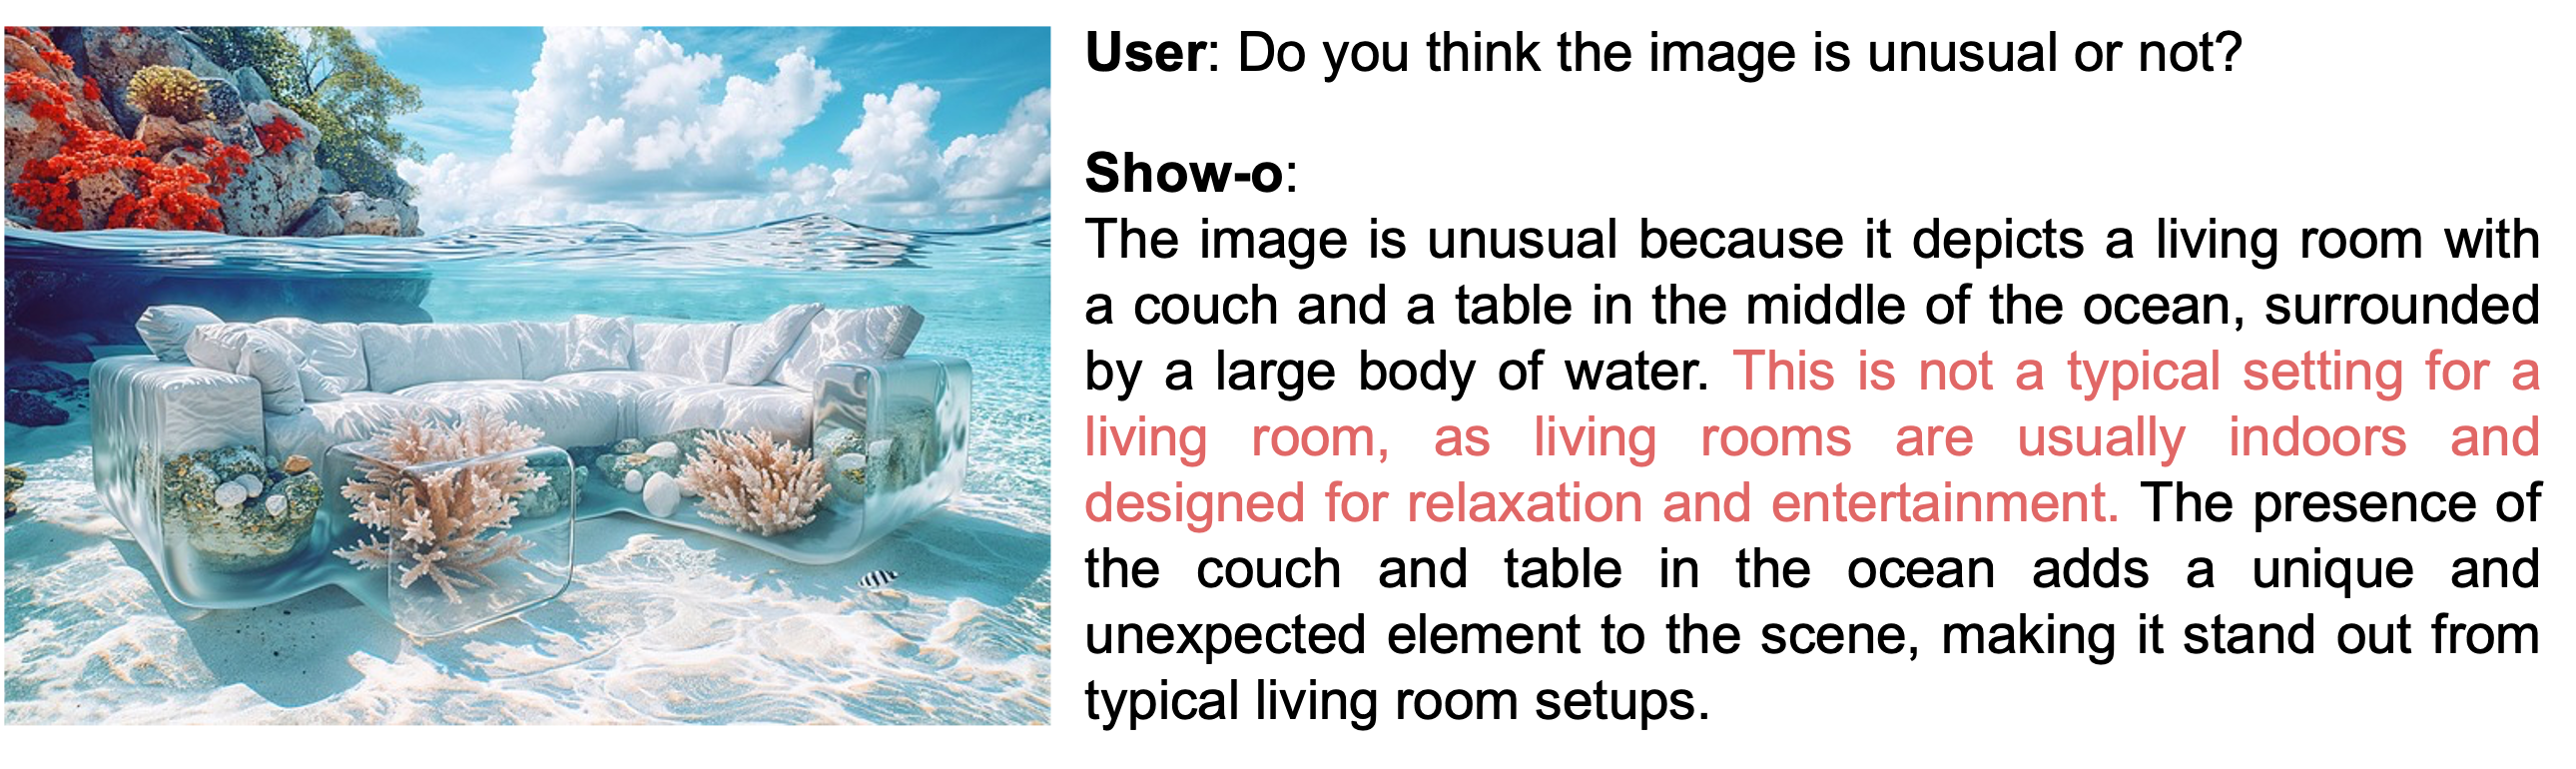 User: Do you think the image is unusual or not?
Show-o:
The image is unusual because it depicts a living room with
a couch and a table in the middle of the ocean, surrounded
by a large body of water. This is not a typical setting for a
living room, as living rooms are usually indoors and
designed for relaxation and entertainment. The presence of
the couch and table in the ocean adds a unique and
unexpected element to the scene, making it stand out from
typical living room setups.